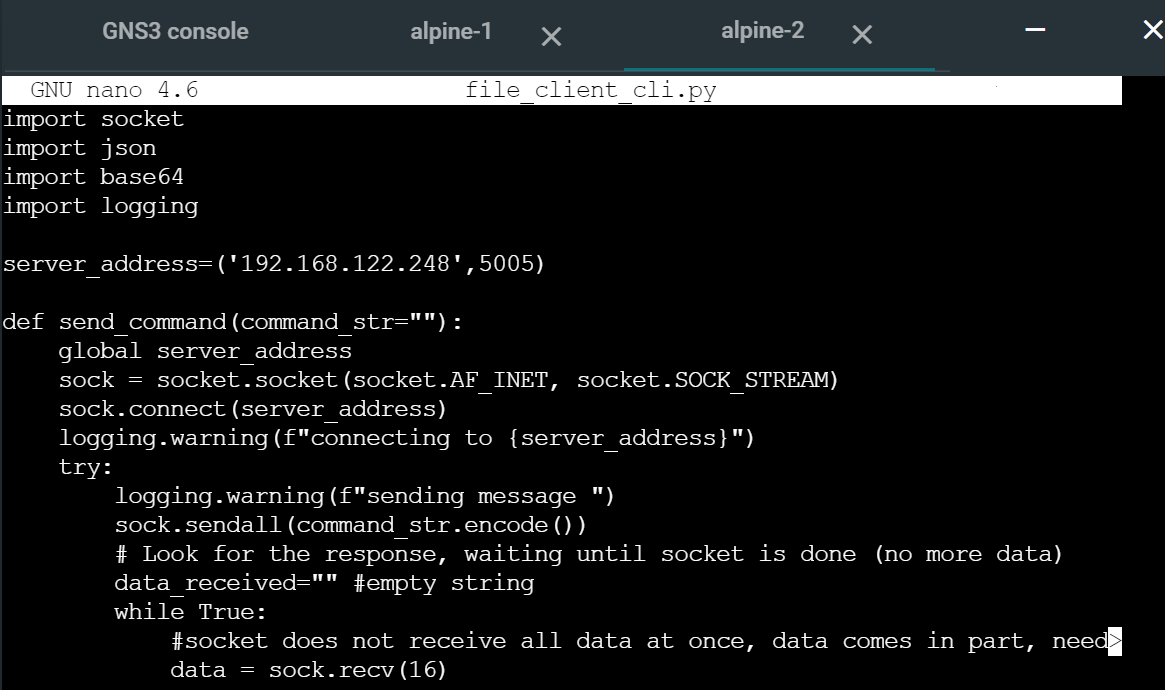 GNS3 console alpine-1 × alpine-2 ×
GNU nano 4.6 file_client_cli.py
import socket
import json
import base64
import logging
server_address=('192.168.122.248',5005)
def send_command(command_str=""):
    global server_address
    sock = socket.socket(socket.AF_INET, socket.SOCK_STREAM)
    sock.connect(server_address)
    logging.warning(f"connecting to {server_address}")
    try:
        logging.warning(f"sending message ")
        sock.sendall(command_str.encode())
        # Look for the response, waiting until socket is done (no more data)
        data_received="" #empty string
        while True:
            #socket does not receive all data at once, data comes in part, need>
            data = sock.recv(16)